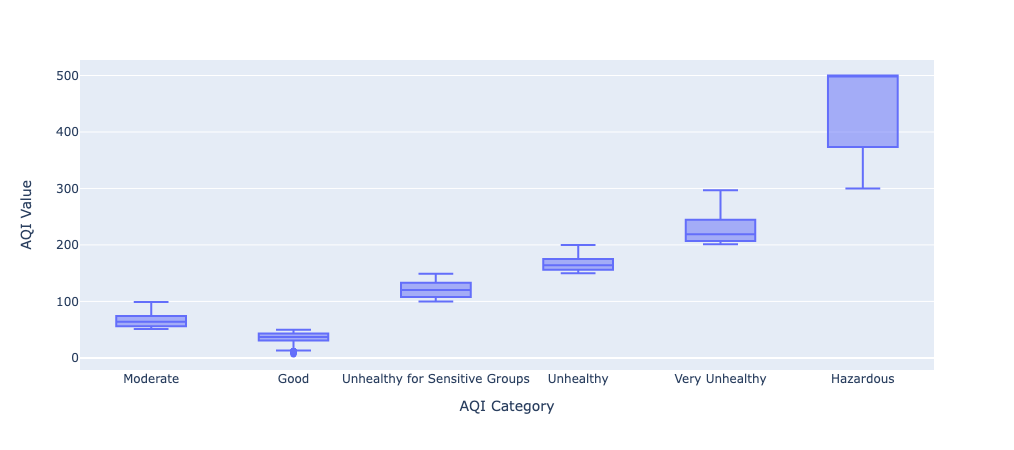 500
400
300
200
100
0
AQI Value
Moderate
Good
Unhealthy for Sensitive Groups
Unhealthy
Very Unhealthy
Hazardous
AQI Category